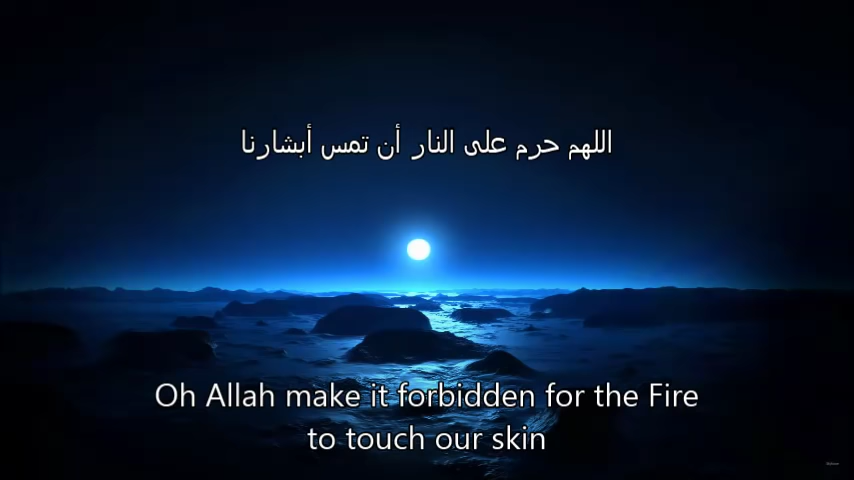 اللهم حرم على النار أن تمس أبشارنا
Oh Allah make it forbidden for the Fire
to touch our skin